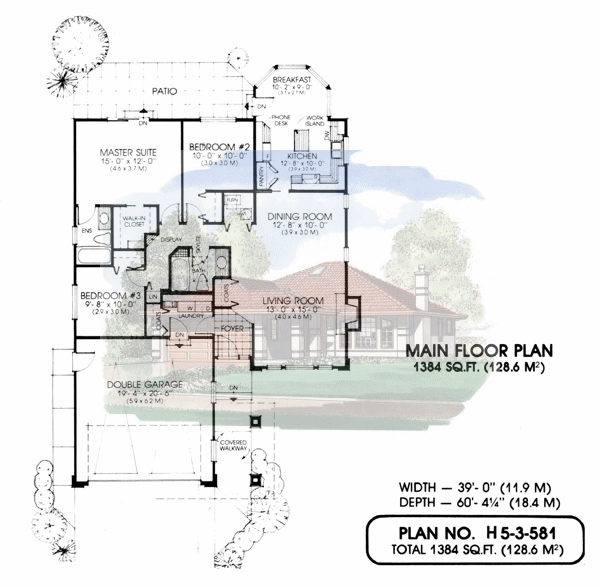 BREAKFAST
10'- 2" x 9'- 0"
(3.1 x 2.7 M)
PATIO
DN
DN
PHONE DESK
WORK ISLAND
DW
MASTER SUITE
15'- 0" x 12'- 0"
(4.6 x 3.7 M)
BEDROOM #2
10'- 0" x 10'- 0"
(3.0 x 3.0 M)
KITCHEN
12'- 8" x 10'- 0"
(3.9 x 3.0 M)
PANTRY
FURN
ENS
WALK-IN
CLOSET
DINING ROOM
12'- 8" x 10'- 0"
(3.9 x 3.0 M)
DISPLAY
SKYLITE
BATH
BEDROOM #3
9'- 8" x 10'- 0"
(2.9 x 3.0 M)
LIN
COATS
LIVING ROOM
13'- 0" x 15'- 0"
(4.0 x 4.6 M)
W D
LAUNDRY
COATS
FOYER
DN
MAIN FLOOR PLAN
1384 SQ.FT. (128.6 M²)
DOUBLE GARAGE
19'- 4" x 20'- 6"
(5.9 x 6.2 M)
DN
COVERED
WALKWAY
WIDTH — 39'- 0" (11.9 M)
DEPTH — 60'- 4¼" (18.4 M)
PLAN NO. H5-3-581
TOTAL 1384 SQ.FT. (128.6 M²)